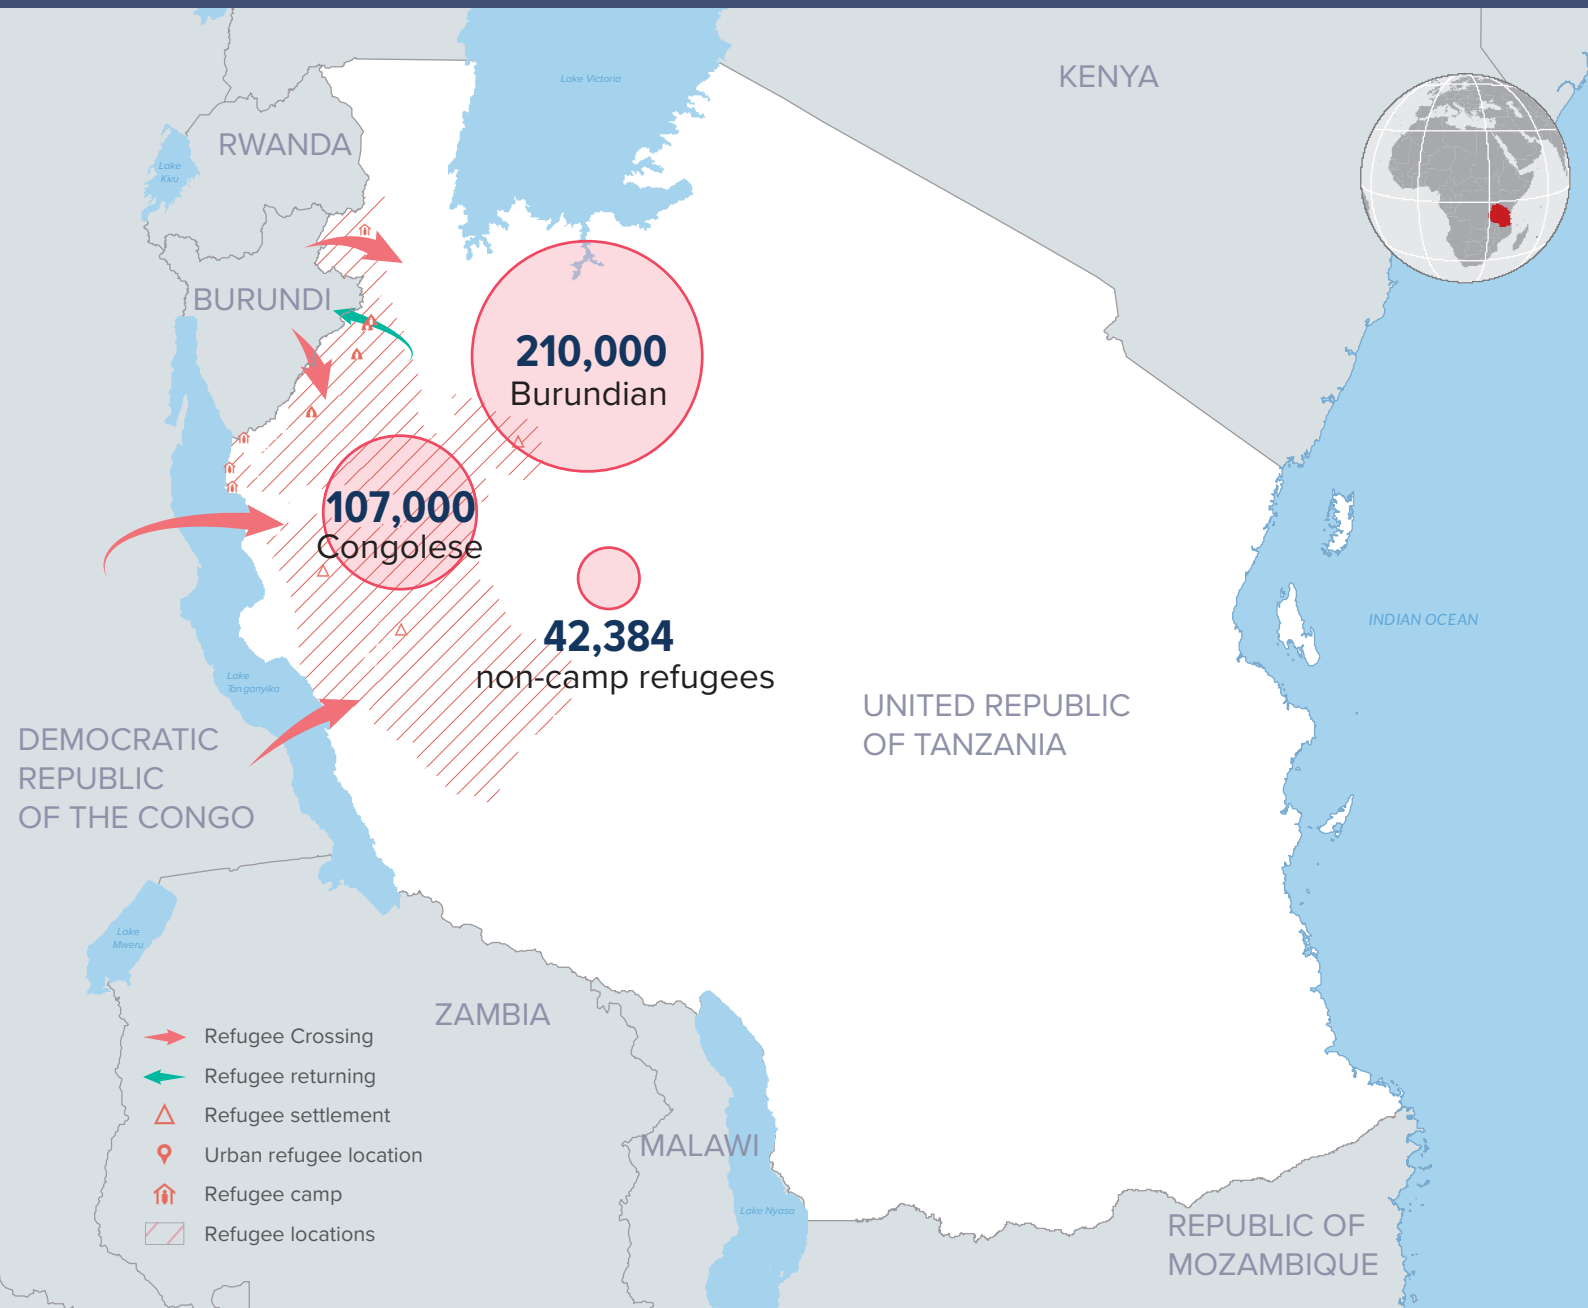 Lake Victoria
KENYA
RWANDA
Lake
Kivu
BURUNDI
210,000
Burundian
107,000
Congolese
42,384
non-camp refugees
INDIAN OCEAN
Lake
Tanganyika
UNITED REPUBLIC
OF TANZANIA
DEMOCRATIC
REPUBLIC
OF THE CONGO
Lake
Mweru
ZAMBIA
Refugee Crossing
Refugee returning
Refugee settlement
Urban refugee location
Refugee camp
Refugee locations
MALAWI
Lake Nyasa
REPUBLIC OF
MOZAMBIQUE